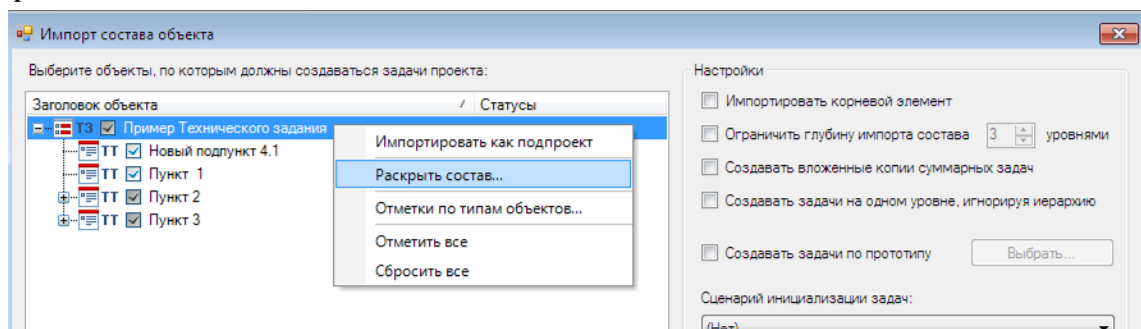 Импорт состава объекта
Выберите объекты, по которым должны создаваться задачи проекта:
Заголовок объекта / Статусы
ТЗ Пример Технического задания
ТТ Новый подпункт 4.1
ТТ Пункт 1
ТТ Пункт 2
ТТ Пункт 3
Импортировать как подпроект
Раскрыть состав...
Отметки по типам объектов...
Отметить все
Сбросить все
Настройки
Импортировать корневой элемент
Ограничить глубину импорта состава 3 уровнями
Создавать вложенные копии суммарных задач
Создавать задачи на одном уровне, игнорируя иерархию
Создавать задачи по прототипу Выбрать...
Сценарий инициализации задач:
(Нет)